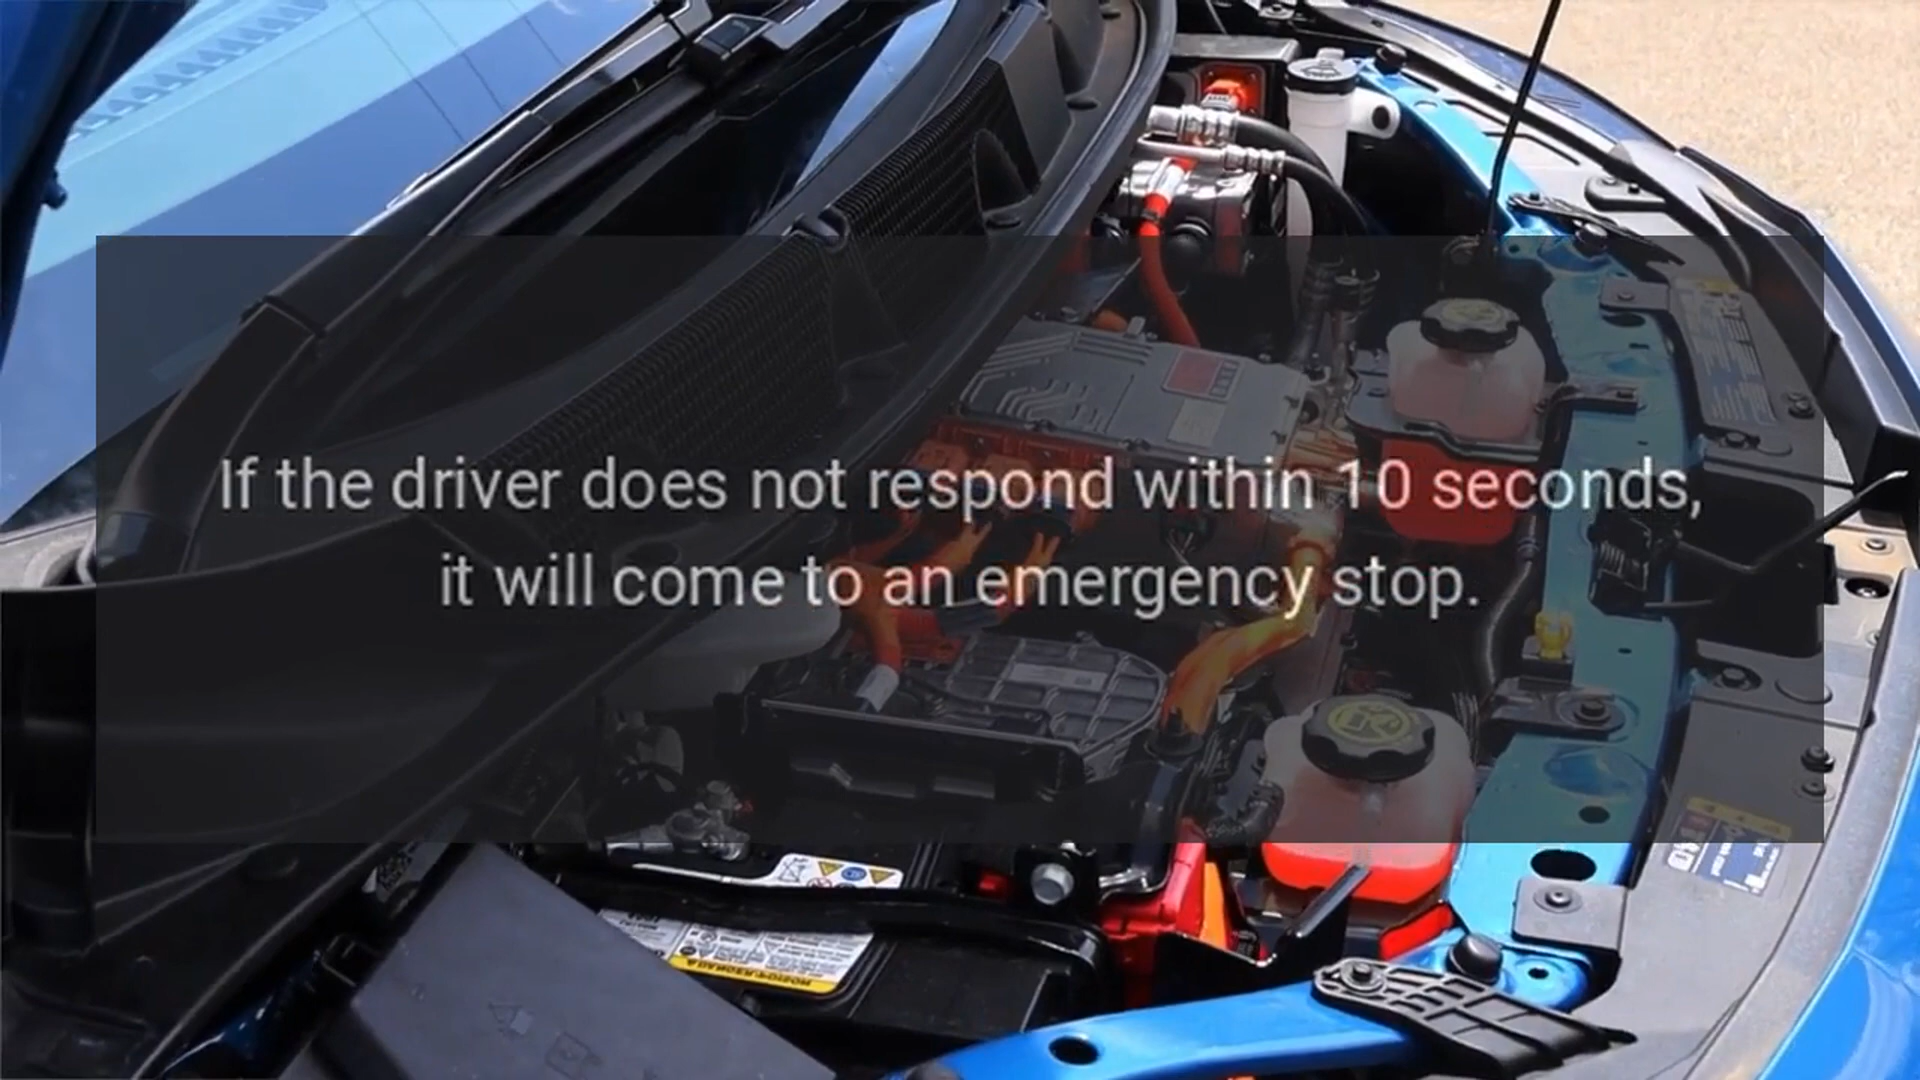 If the driver does not respond within 10 seconds,
it will come to an emergency stop.